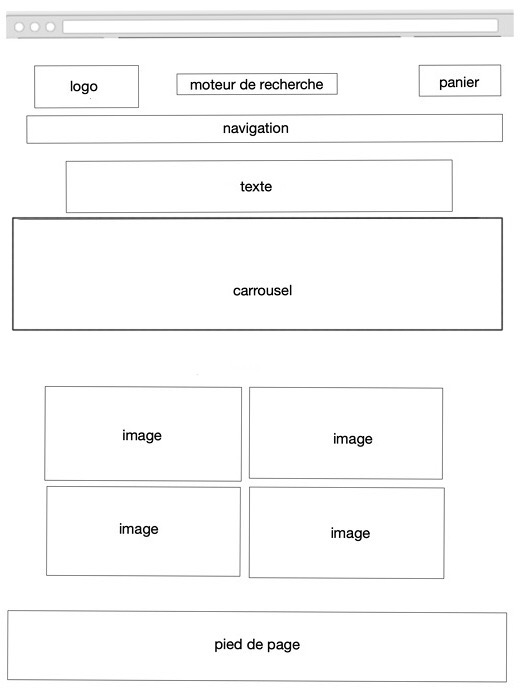 logo
moteur de recherche
panier
navigation
texte
carrousel
image
image
image
image
pied de page